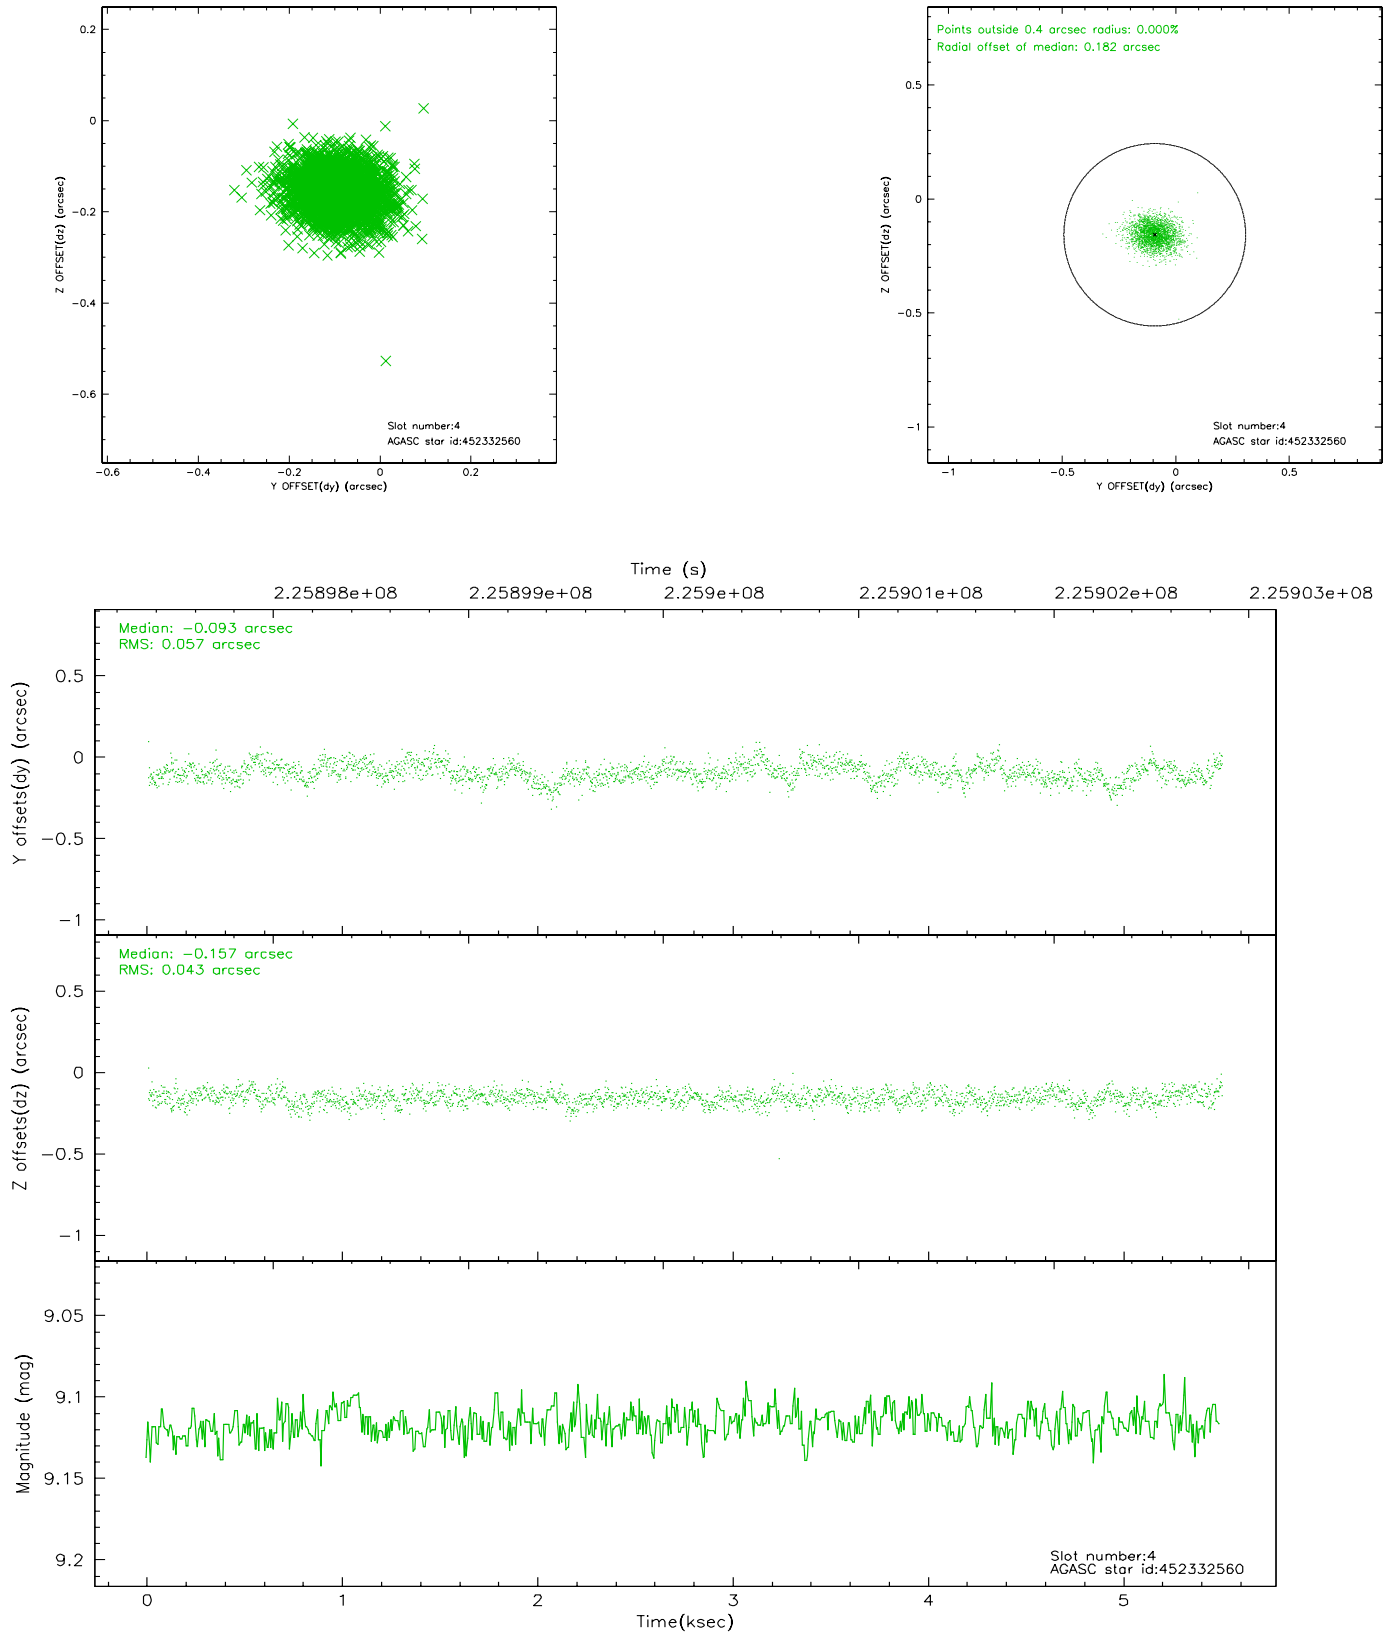 0.2
0
−0.2
−0.4
−0.6
Z OFFSET(dz) (arcsec)
Slot number:4
AGASC star id:452332560
−0.6 −0.4 −0.2 0 0.2
Y OFFSET(dy) (arcsec)
Points outside 0.4 arcsec radius: 0.000%
Radial offset of median: 0.182 arcsec
0.5
0
−0.5
−1
Z OFFSET(dz) (arcsec)
Slot number:4
AGASC star id:452332560
−1 −0.5 0 0.5
Y OFFSET(dy) (arcsec)
Time (s)
2.25898e+08 2.25899e+08 2.259e+08 2.25901e+08 2.25902e+08 2.25903e+08
Median: −0.093 arcsec
RMS: 0.057 arcsec
0.5
0
−0.5
−1
Y offsets(dy) (arcsec)
Median: −0.157 arcsec
RMS: 0.043 arcsec
0.5
0
−0.5
−1
Z offsets(dz) (arcsec)
9.05
9.1
9.15
9.2
Magnitude (mag)
Slot number:4
AGASC star id:452332560
0 1 2 3 4 5
Time(ksec)